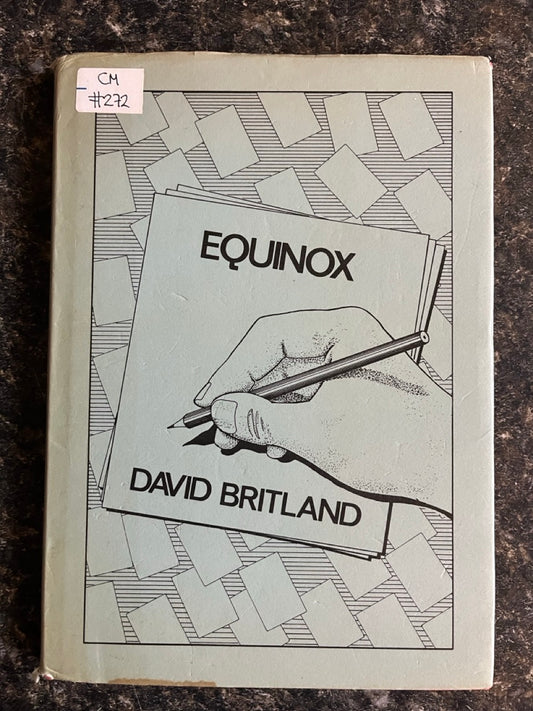 CM
#272
EQUINOX
DAVID BRITLAND